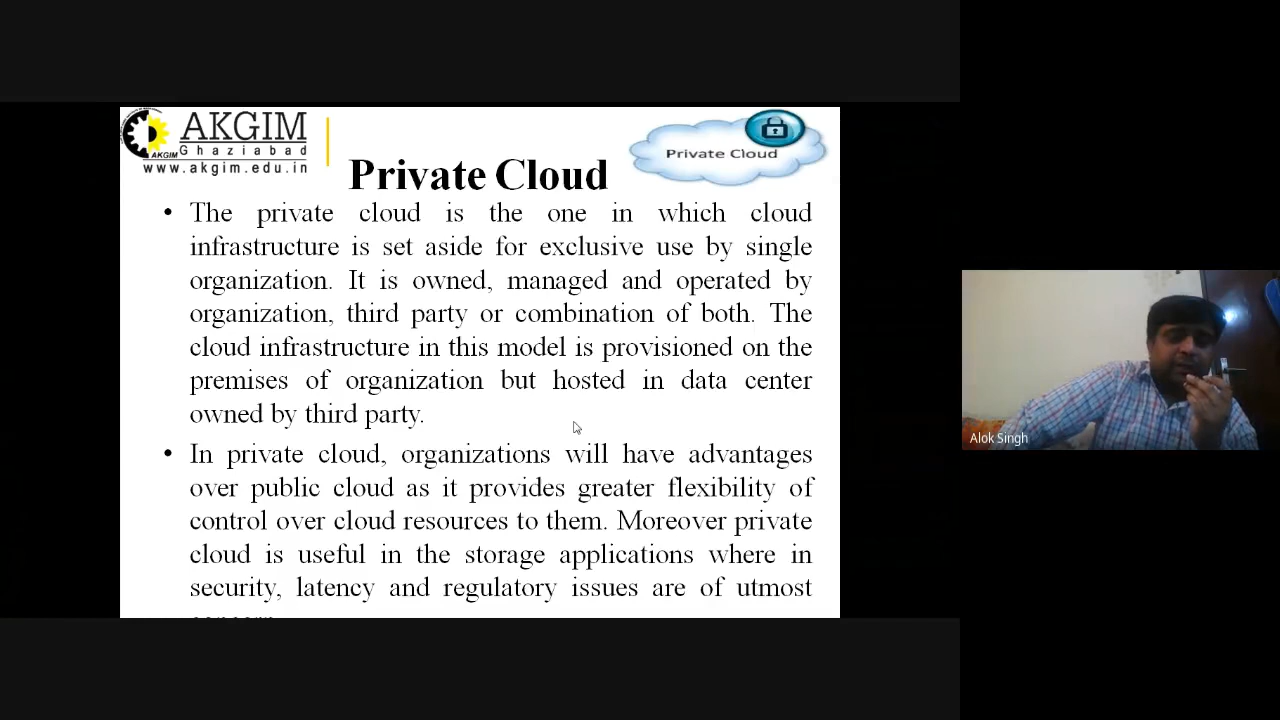 AKGIM
Ghaziabad
AKGIM
www.akgim.edu.in
Private Cloud
Private Cloud
• The private cloud is the one in which cloud
infrastructure is set aside for exclusive use by single
organization. It is owned, managed and operated by
organization, third party or combination of both. The
cloud infrastructure in this model is provisioned on the
premises of organization but hosted in data center
owned by third party.
• In private cloud, organizations will have advantages
over public cloud as it provides greater flexibility of
control over cloud resources to them. Moreover private
cloud is useful in the storage applications where in
security, latency and regulatory issues are of utmost
Alok Singh